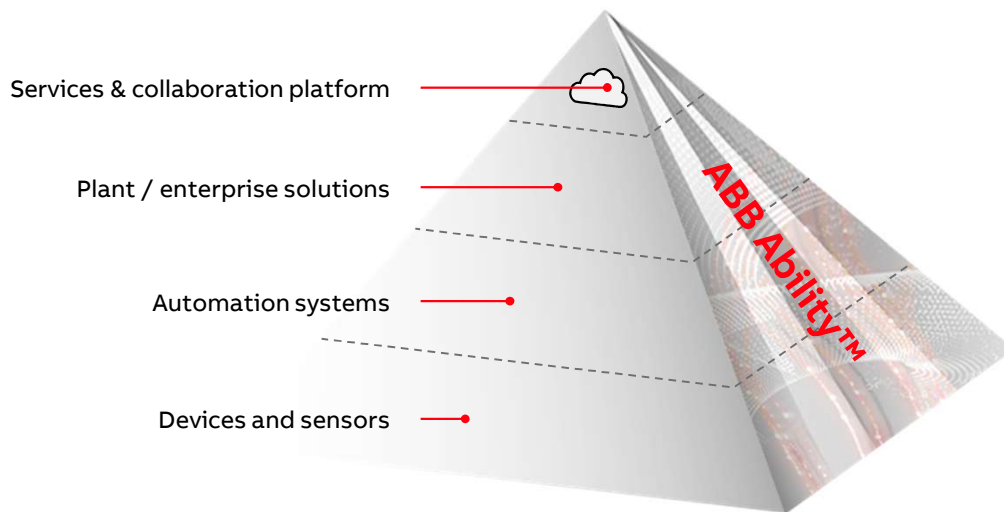 Services & collaboration platform
Plant / enterprise solutions
Automation systems
Devices and sensors
ABB Ability™